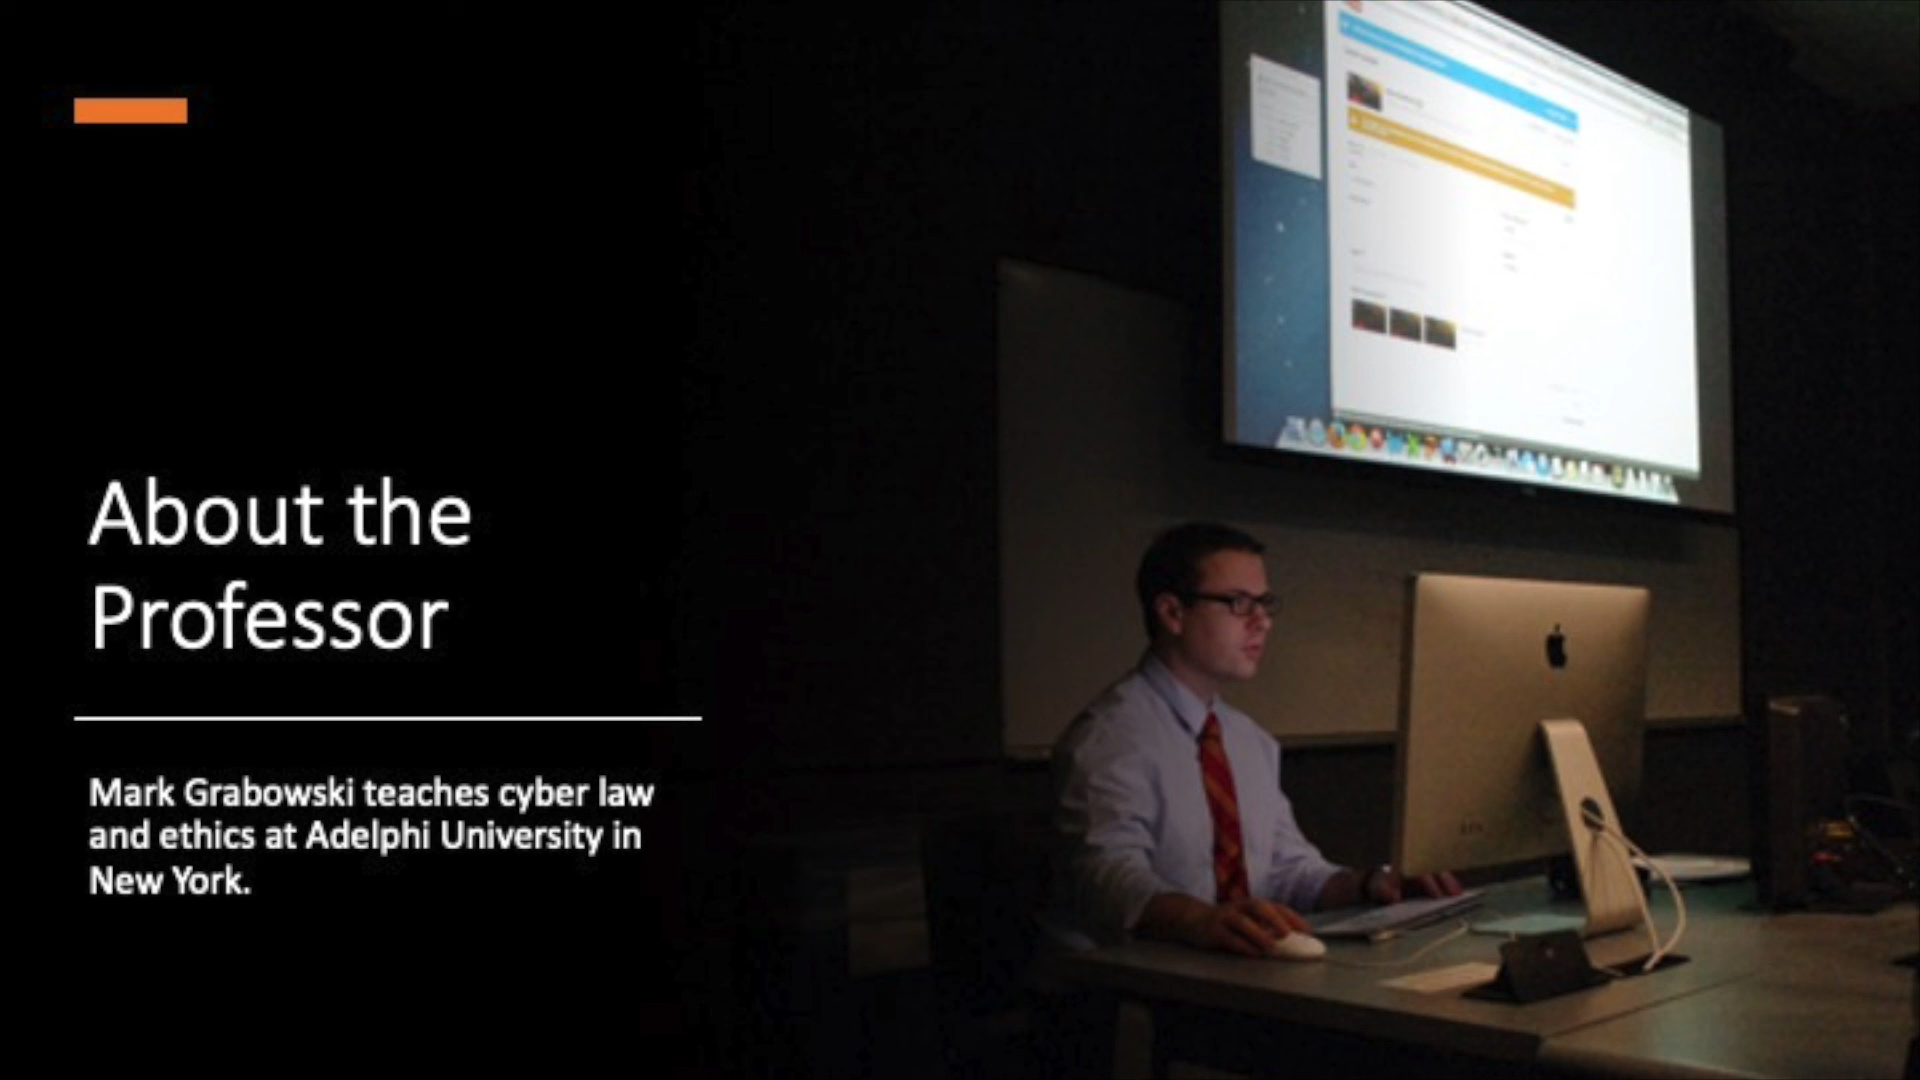 About the
Professor
Mark Grabowski teaches cyber law
and ethics at Adelphi University in
New York.